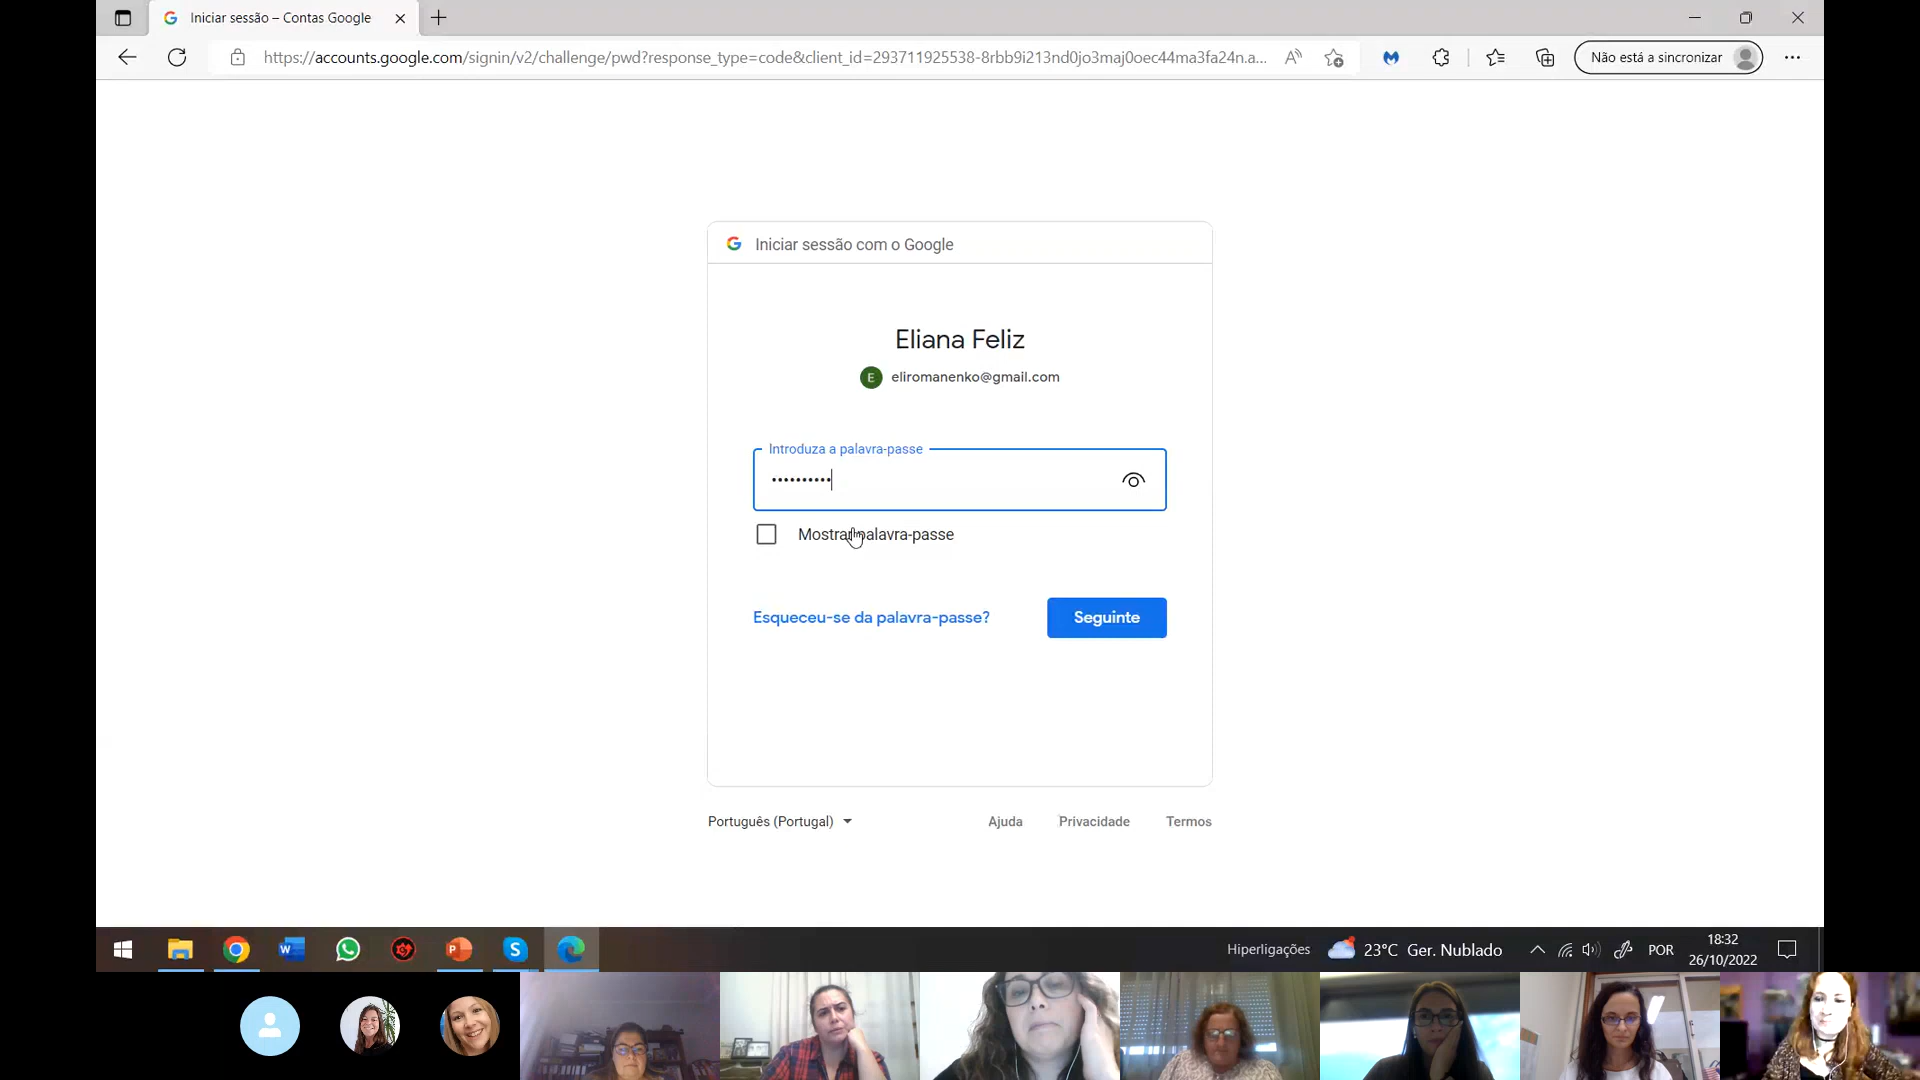 Iniciar sessão – Contas Google
https://accounts.google.com/signin/v2/challenge/pwd?response_type=code&client_id=293711925538-8rbb9i213nd0jo3maj0oec44ma3fa24n.a...
Não está a sincronizar
Iniciar sessão com o Google
Eliana Feliz
E eliromanenko@gmail.com
Introduza a palavra-passe
Mostrar palavra-passe
Esqueceu-se da palavra-passe?
Seguinte
Português (Portugal)
Ajuda
Privacidade
Termos
Hiperligações
23°C Ger. Nublado
POR
18:32
26/10/2022